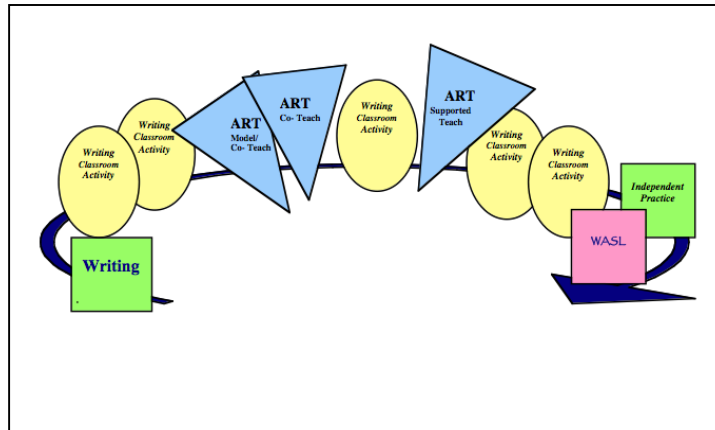 Writing
Classroom
Activity
Writing
Classroom
Activity
ART
Model/
Co- Teach
ART
Co- Teach
Writing
Classroom
Activity
ART
Supported
Teach
Writing
Classroom
Activity
Writing
Classroom
Activity
Independent
Practice
WASL
Writing
.